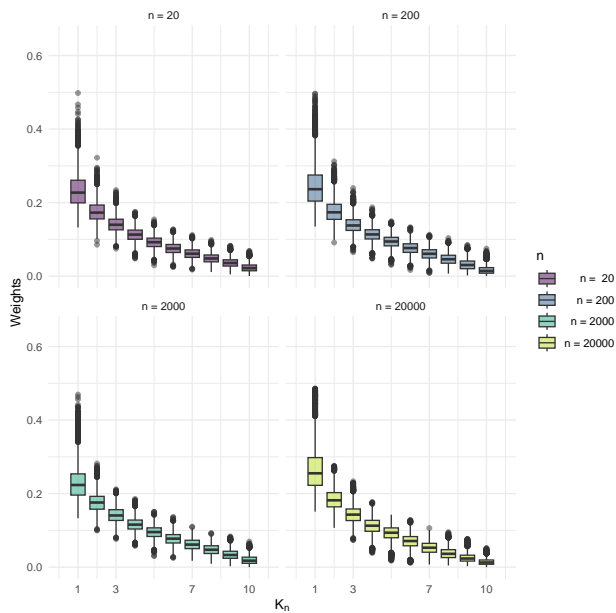 n = 20
n = 200
0.6
0.4
0.2
0.0
Weights
n = 2000
n = 20000
0.6
0.4
0.2
0.0
1
3
7
10
1
3
7
10
Kn
n
n = 20
n = 200
n = 2000
n = 20000